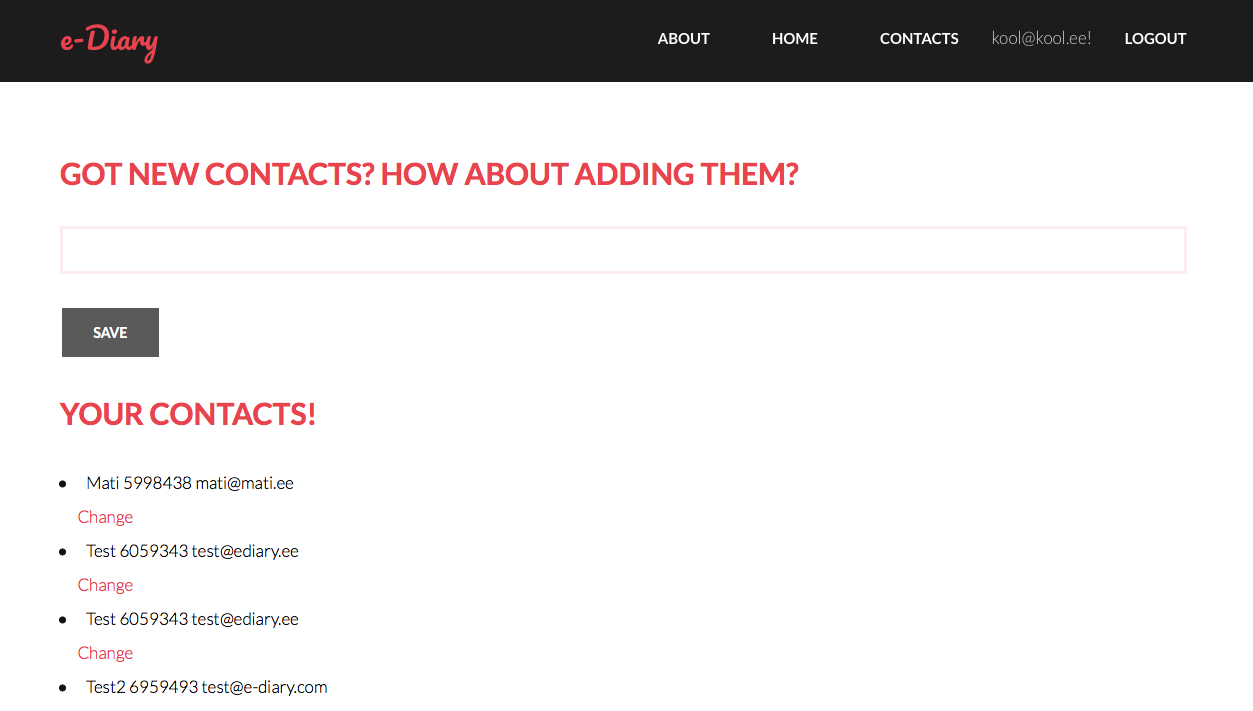 e-Diary
ABOUT HOME CONTACTS kool@kool.ee! LOGOUT
GOT NEW CONTACTS? HOW ABOUT ADDING THEM?
SAVE
YOUR CONTACTS!
Mati 5998438 mati@mati.ee
Change
Test 6059343 test@ediary.ee
Change
Test 6059343 test@ediary.ee
Change
Test2 6959493 test@e-diary.com